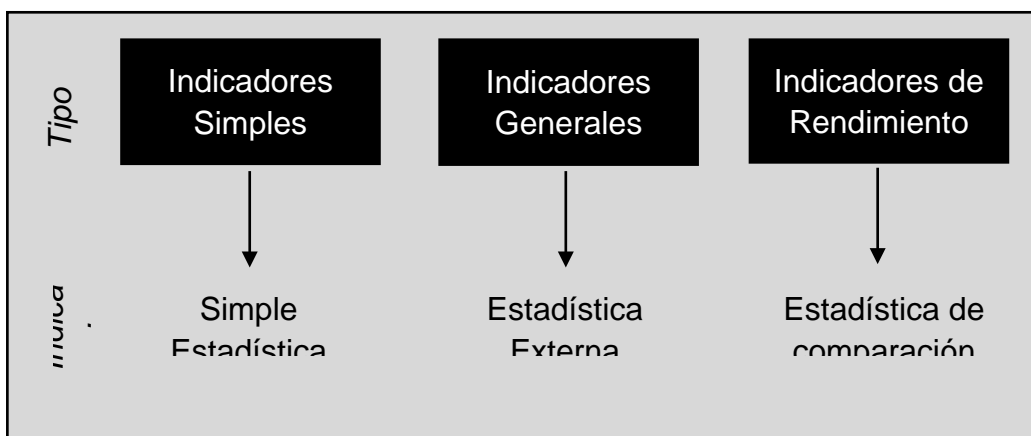 Tipo
Indicadores
Simples
Indicadores
Generales
Indicadores de
Rendimiento
Simple
Estadística
Estadística
Externa
Estadística de
comparación